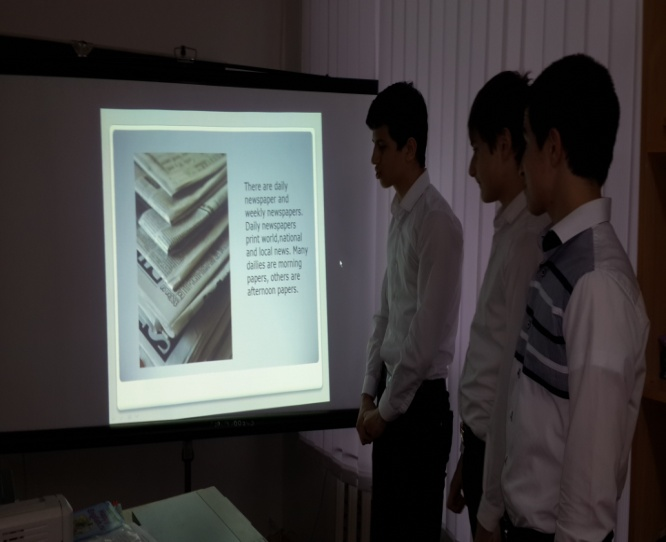 There are daily
newspaper and
weekly newspapers.
Daily newspapers
print world,national
and local news. Many
dailies are morning
papers, others are
afternoon papers.